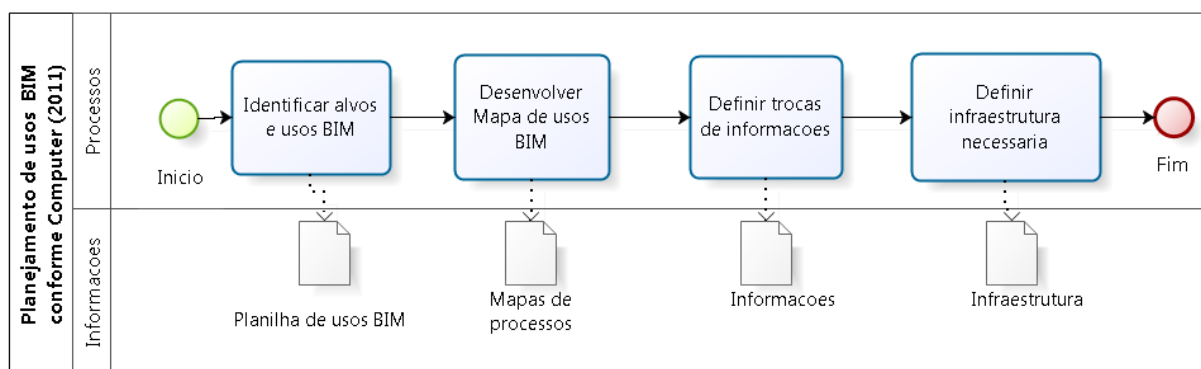 Planejamento de usos BIM
conforme Computer (2011)
Processos
Inicio
Identificar alvos
e usos BIM
Desenvolver
Mapa de usos
BIM
Definir trocas
de informacoes
Definir
infraestrutura
necessaria
Fim
Informacoes
Planilha de usos BIM
Mapas de
processos
Informacoes
Infraestrutura